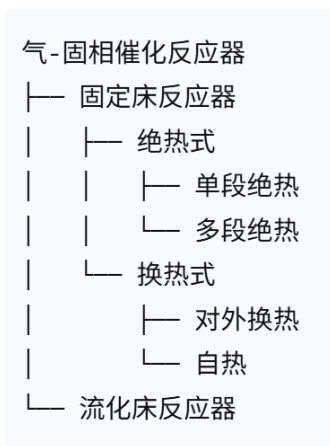 气-固相催化反应器
├── 固定床反应器
│   ├── 绝热式
│   │   ├── 单段绝热
│   │   └── 多段绝热
│   └── 换热式
│       ├── 对外换热
│       └── 自热
└── 流化床反应器